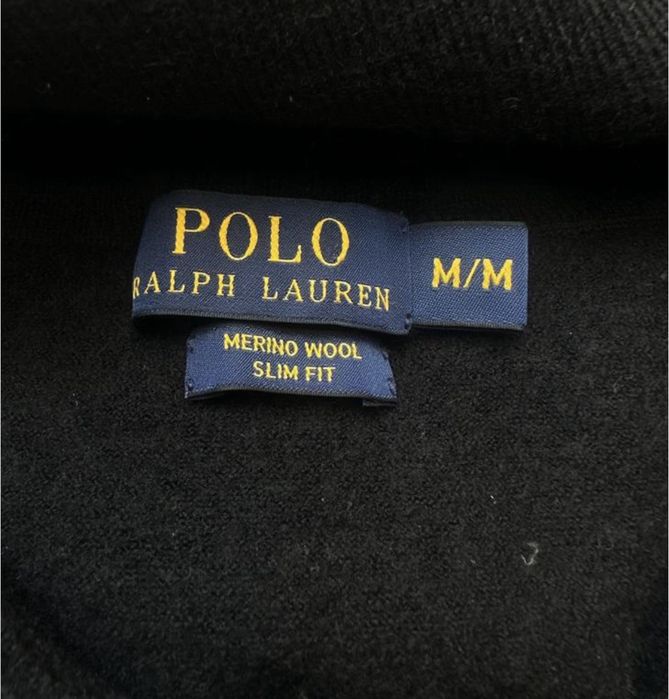 POLO
RALPH LAUREN
M/M
MERINO WOOL
SLIM FIT